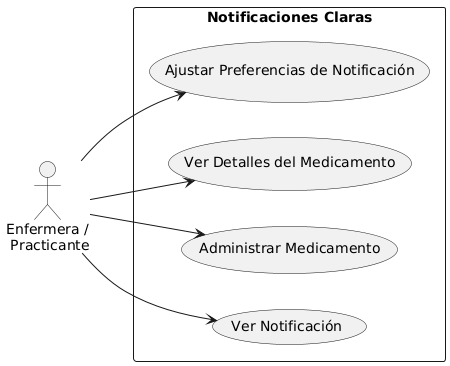 Notificaciones Claras
Ajustar Preferencias de Notificación
Ver Detalles del Medicamento
Enfermera /
Practicante
Administrar Medicamento
Ver Notificación